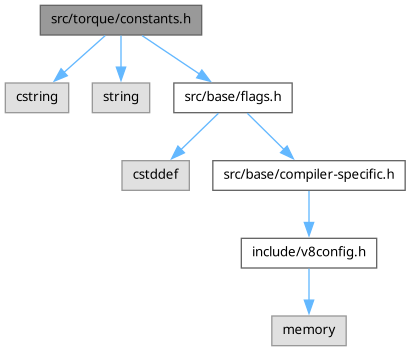 src/torque/constants.h
cstring
string
src/base/flags.h
cstddef
src/base/compiler-specific.h
include/v8config.h
memory